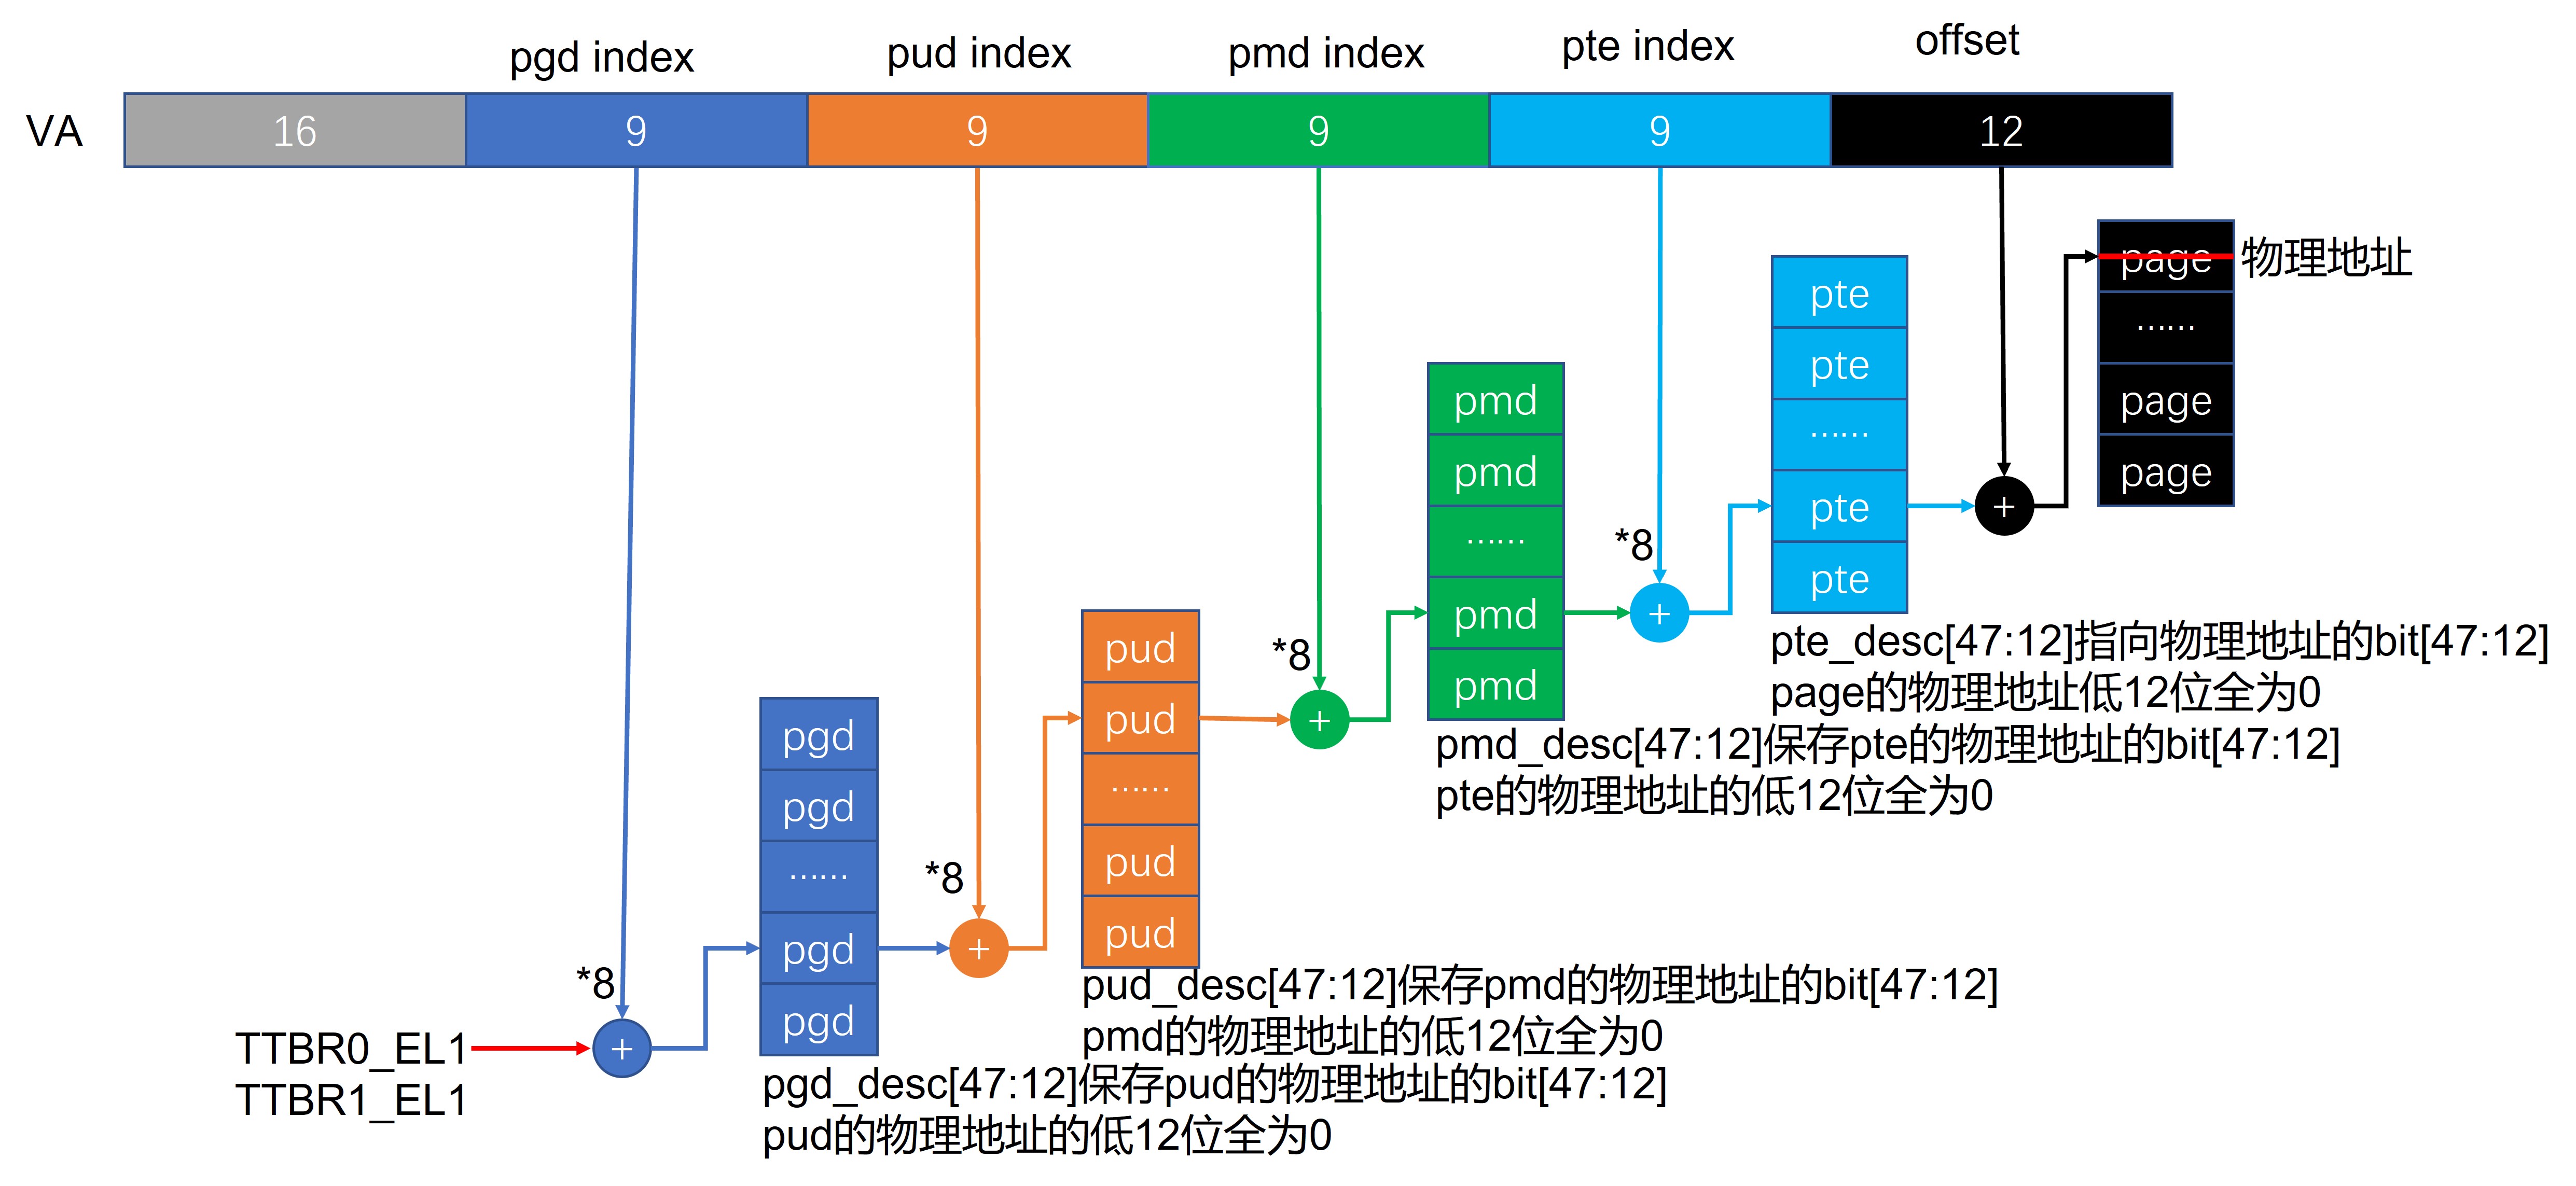 pgd index
pud index
pmd index
pte index
offset
VA
16
9
9
9
9
12
page
物理地址
……
page
page
pte
pte
……
pte
pte
*8
+
pte_desc[47:12]指向物理地址的bit[47:12]
page的物理地址低12位全为0
pmd
pmd
……
pmd
pmd
*8
+
pmd_desc[47:12]保存pte的物理地址的bit[47:12]
pte的物理地址的低12位全为0
pud
pud
……
pud
pud
*8
+
pud_desc[47:12]保存pmd的物理地址的bit[47:12]
pmd的物理地址的低12位全为0
pgd
pgd
……
pgd
pgd
*8
+
*8
+
TTBR0_EL1
TTBR1_EL1
pgd_desc[47:12]保存pud的物理地址的bit[47:12]
pud的物理地址的低12位全为0